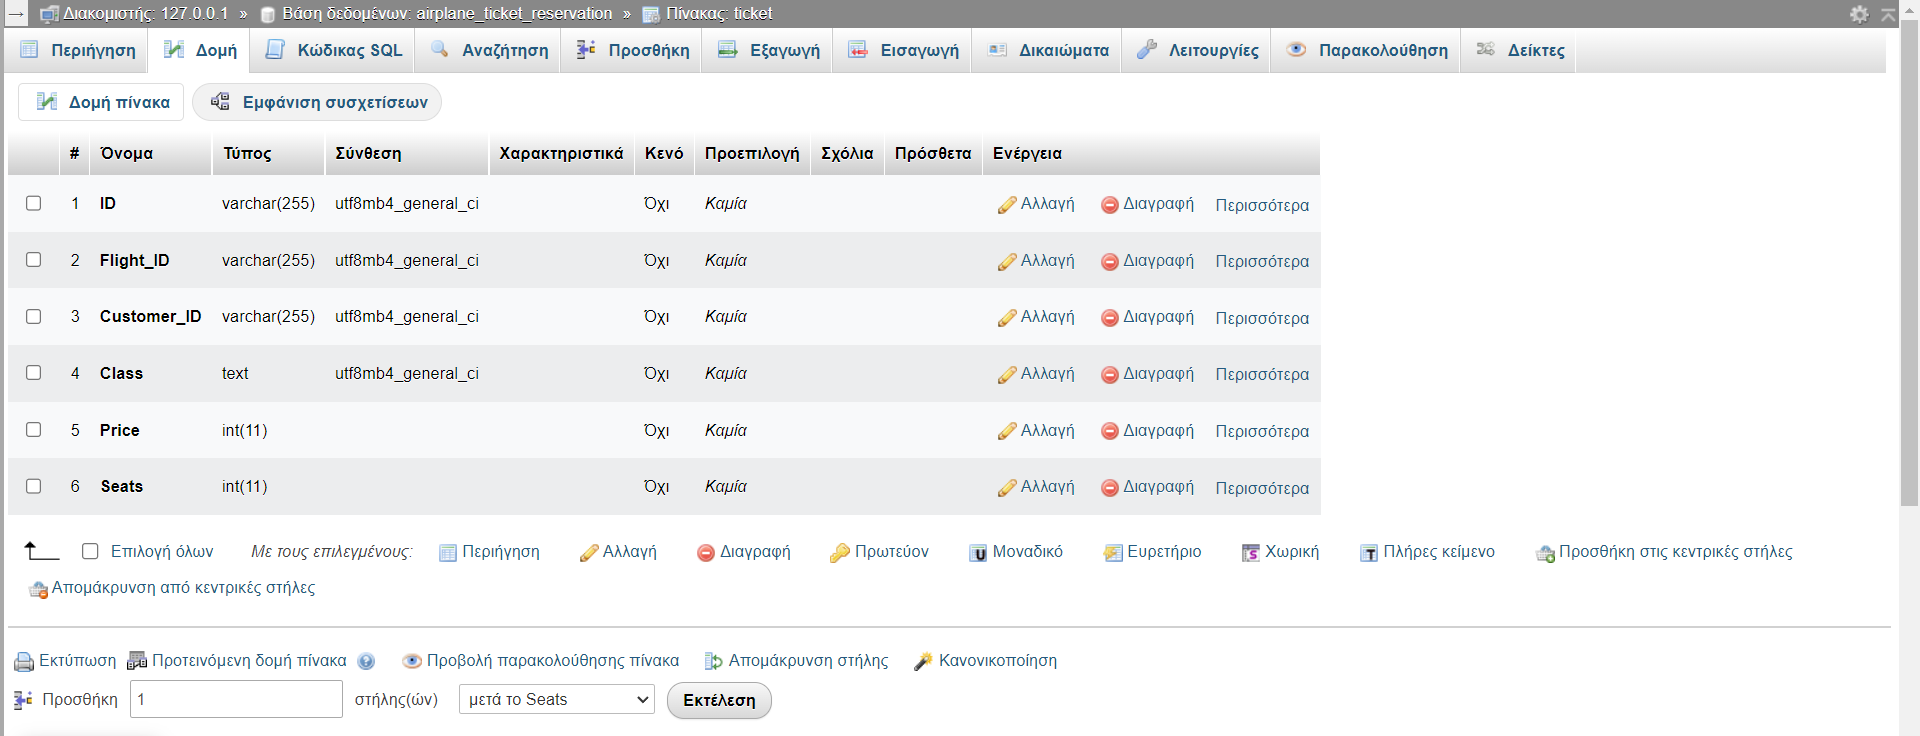 Διακομιστής: 127.0.0.1 » Βάση δεδομένων: airplane_ticket_reservation » Πίνακας: ticket
Περιήγηση Δομή Κώδικας SQL Αναζήτηση Προσθήκη Εξαγωγή Εισαγωγή Δικαιώματα Λειτουργίες Παρακολούθηση Δείκτες
Δομή πίνακα Εμφάνιση συσχετίσεων
# Όνομα Τύπος Σύνθεση Χαρακτηριστικά Κενό Προεπιλογή Σχόλια Πρόσθετα Ενέργεια
1 ID varchar(255) utf8mb4_general_ci Όχι Καμία Αλλαγή Διαγραφή Περισσότερα
2 Flight_ID varchar(255) utf8mb4_general_ci Όχι Καμία Αλλαγή Διαγραφή Περισσότερα
3 Customer_ID varchar(255) utf8mb4_general_ci Όχι Καμία Αλλαγή Διαγραφή Περισσότερα
4 Class text utf8mb4_general_ci Όχι Καμία Αλλαγή Διαγραφή Περισσότερα
5 Price int(11) Όχι Καμία Αλλαγή Διαγραφή Περισσότερα
6 Seats int(11) Όχι Καμία Αλλαγή Διαγραφή Περισσότερα
Επιλογή όλων Με τους επιλεγμένους: Περιήγηση Αλλαγή Διαγραφή Πρωτεύον Μοναδικό Ευρετήριο Χωρική Πλήρες κείμενο Προσθήκη στις κεντρικές στήλες
Απομάκρυνση από κεντρικές στήλες
Εκτύπωση Προτεινόμενη δομή πίνακα Προβολή παρακολούθησης πίνακα Απομάκρυνση στήλης Κανονικοποίηση
Προσθήκη 1 στήλης(ών) μετά το Seats Εκτέλεση